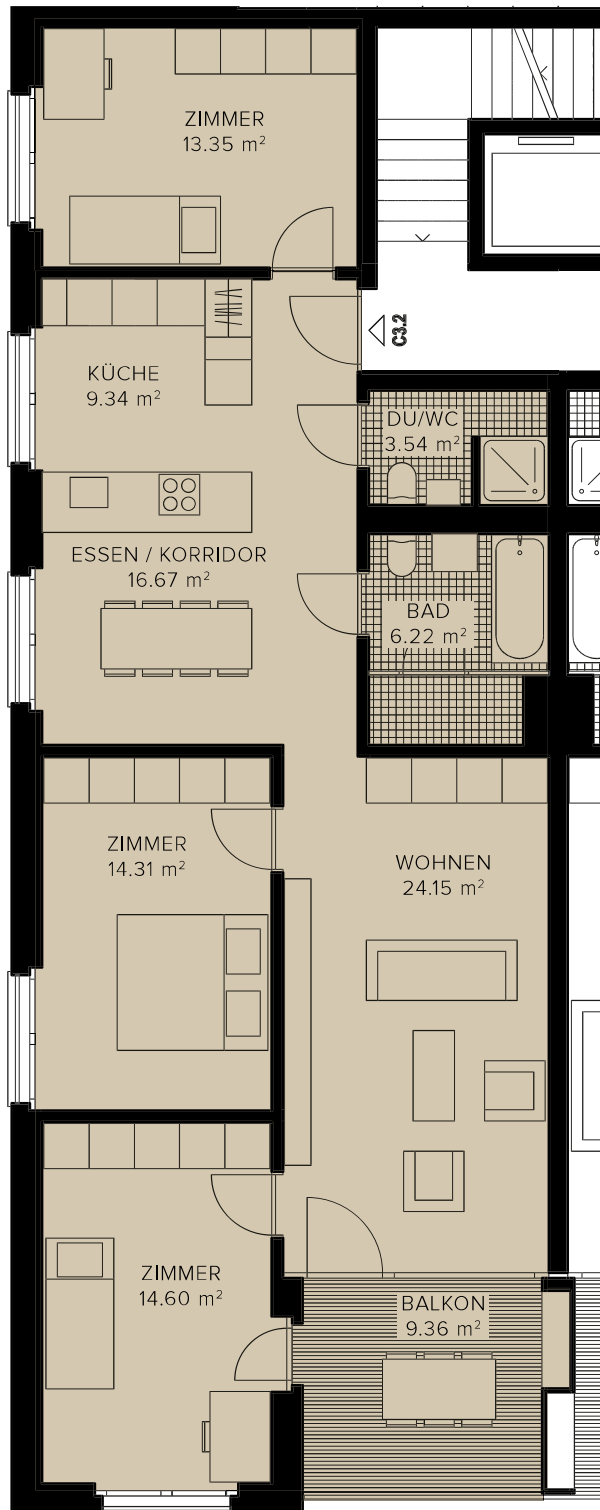 ZIMMER
13.35 m²
C3.2
KÜCHE
9.34 m²
DU/WC
3.54 m²
ESSEN / KORRIDOR
16.67 m²
BAD
6.22 m²
ZIMMER
14.31 m²
WOHNEN
24.15 m²
ZIMMER
14.60 m²
BALKON
9.36 m²